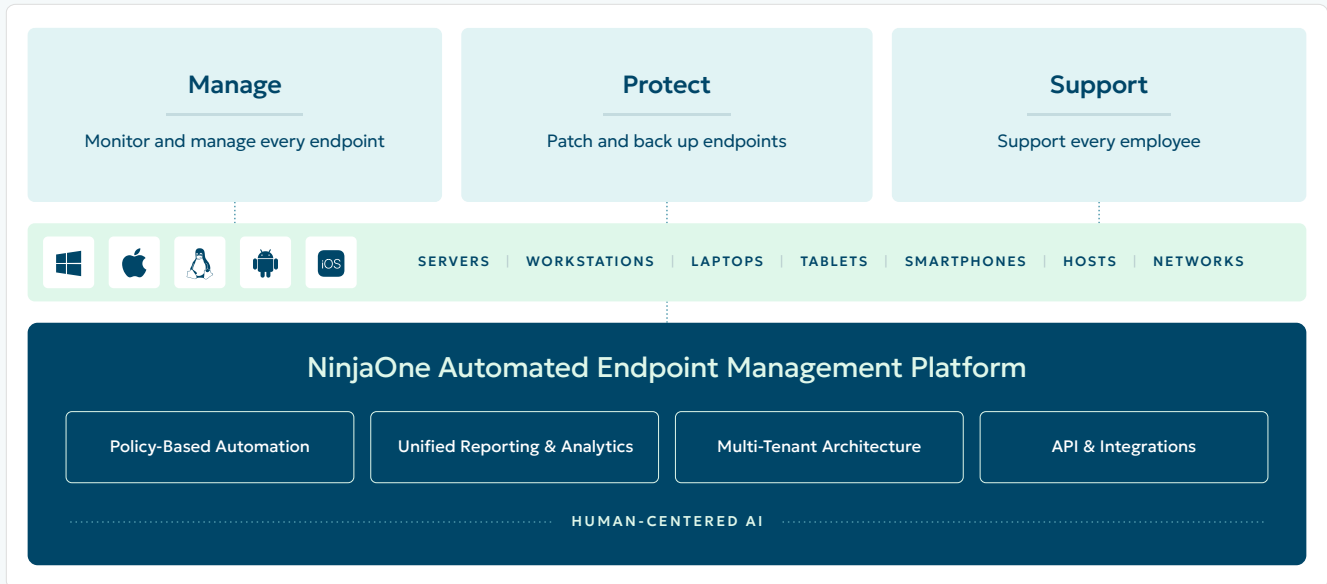 Manage
Monitor and manage every endpoint
Protect
Patch and back up endpoints
Support
Support every employee
iOS
SERVERS | WORKSTATIONS | LAPTOPS | TABLETS | SMARTPHONES | HOSTS | NETWORKS
NinjaOne Automated Endpoint Management Platform
Policy-Based Automation
Unified Reporting & Analytics
Multi-Tenant Architecture
API & Integrations
HUMAN-CENTERED AI